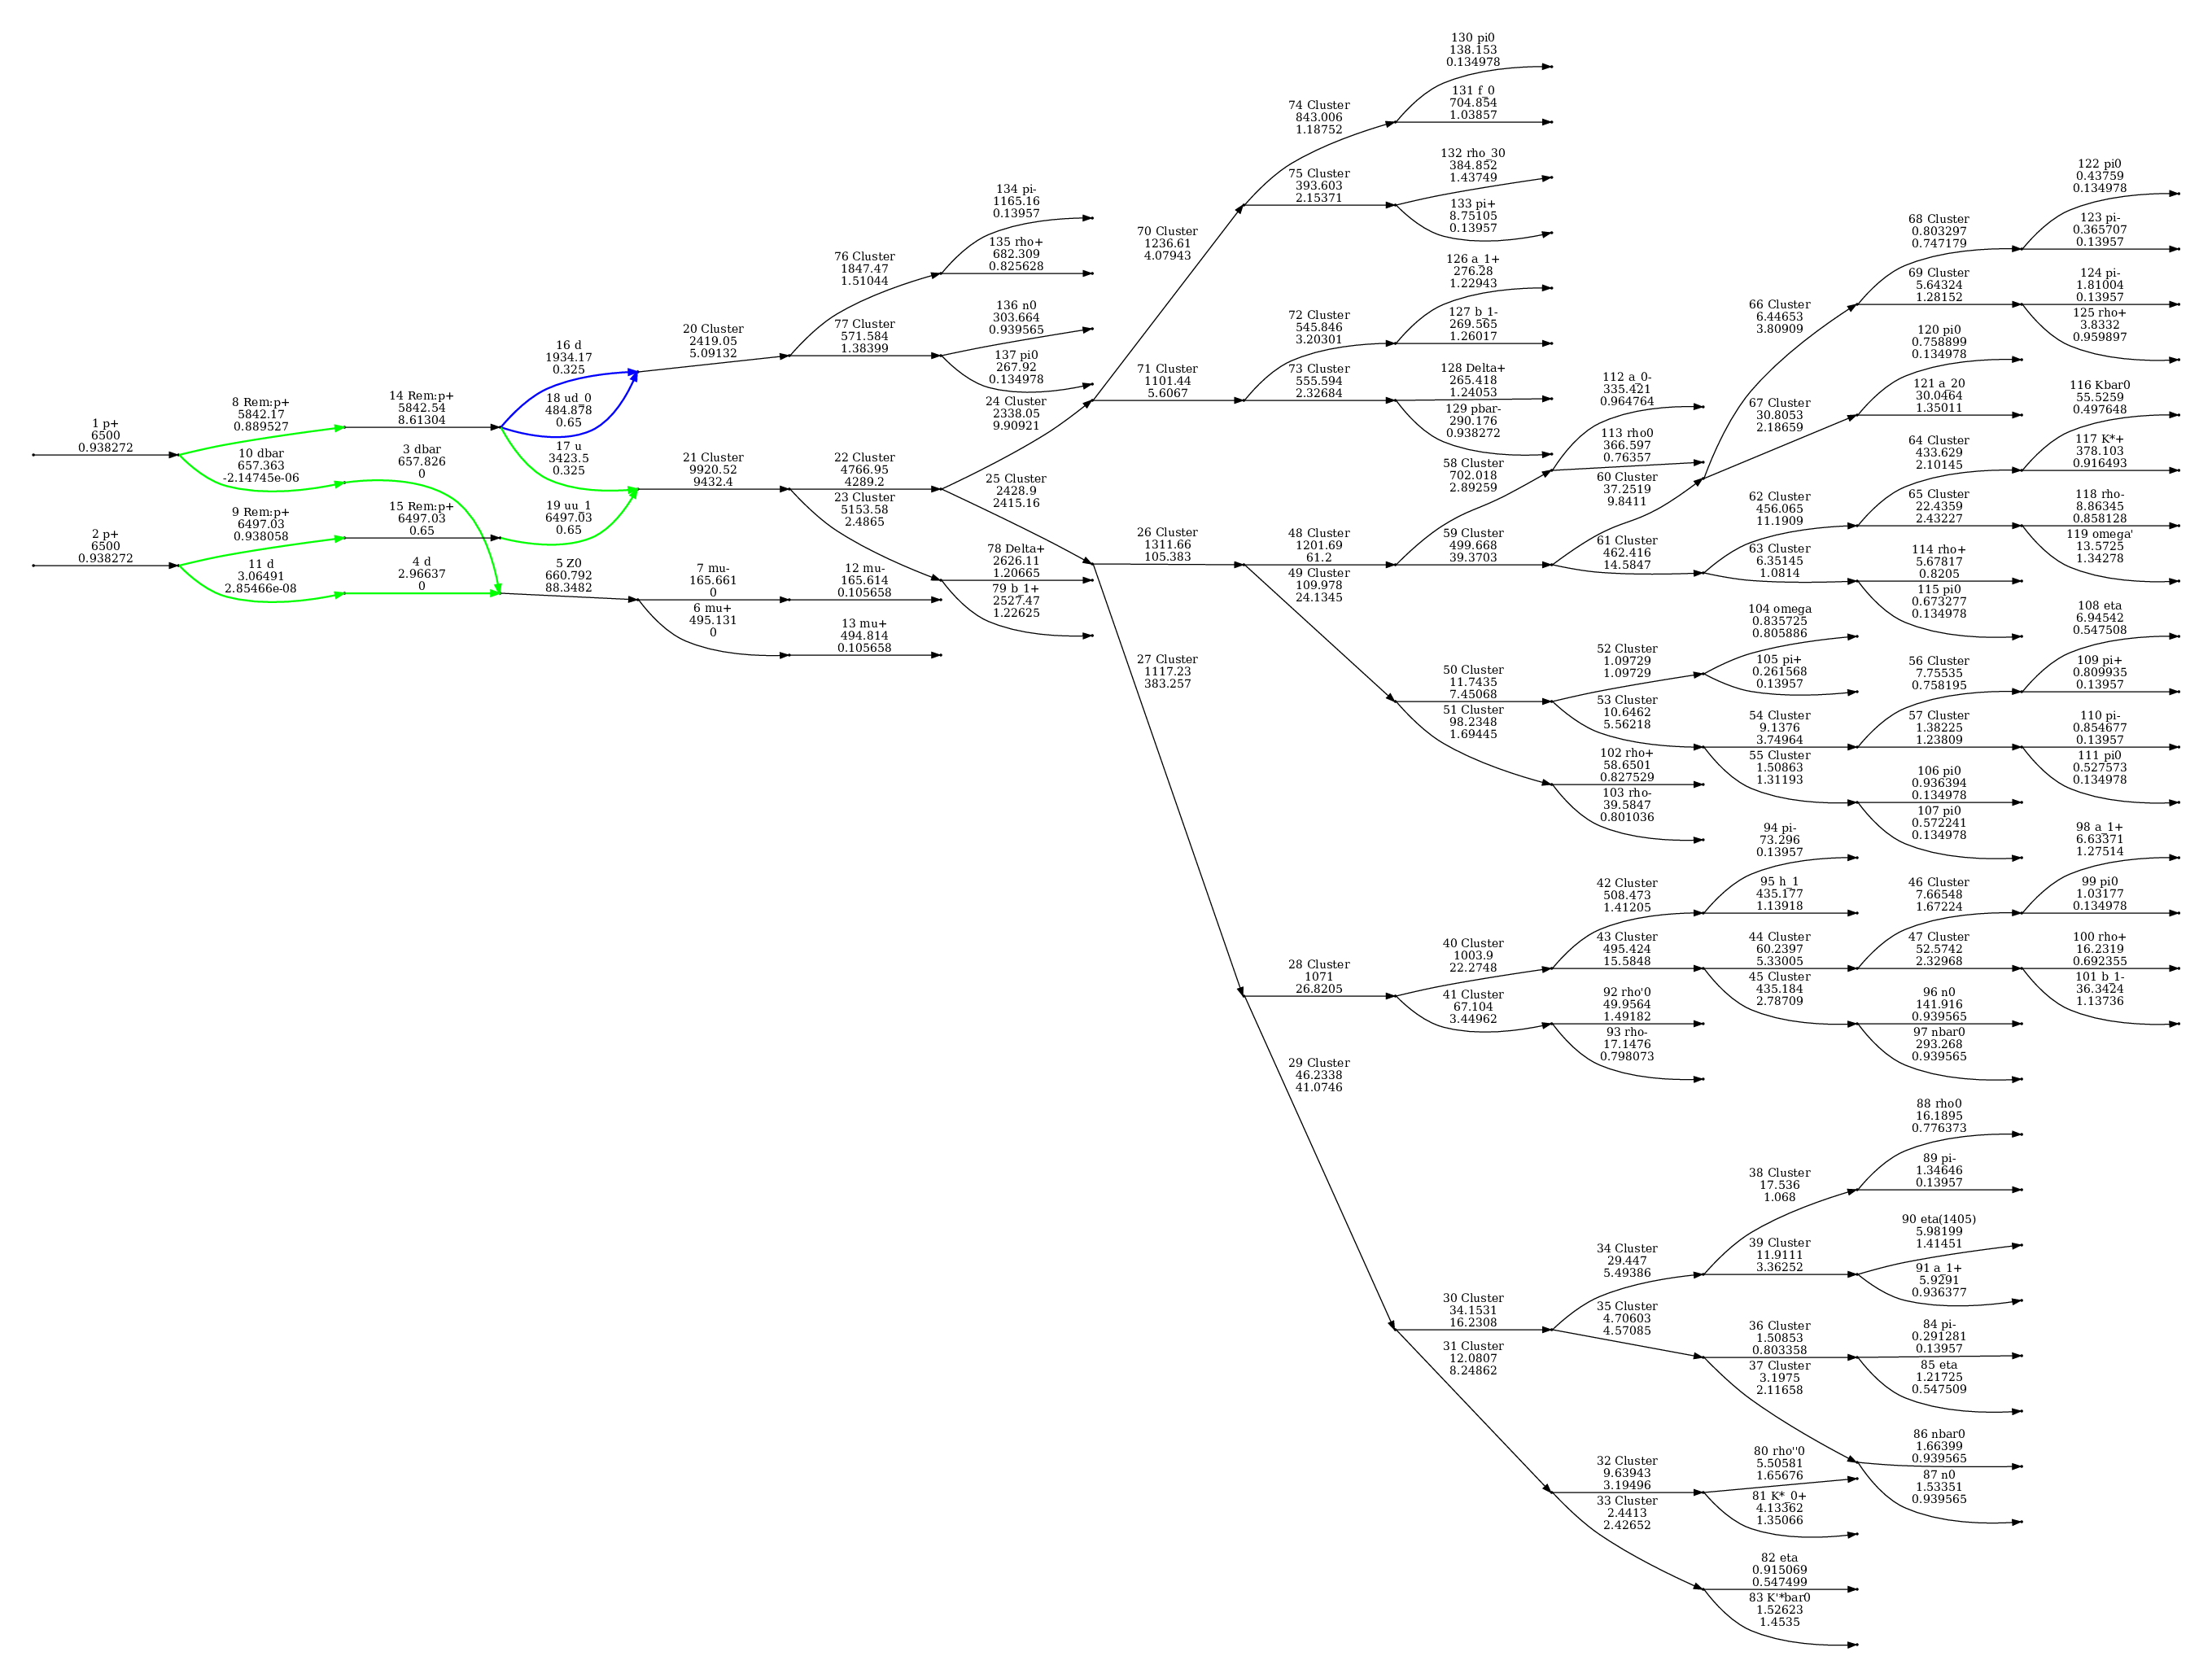 130 pi0
138.153
0.134978
131 f_0
704.854
1.03857
74 Cluster
843.006
1.18752
132 rho_30
384.852
1.43749
75 Cluster
393.603
2.15371
133 pi+
8.75105
0.13957
70 Cluster
1236.61
4.07943
134 pi-
1165.16
0.13957
135 rho+
682.309
0.825628
76 Cluster
1847.47
1.51044
126 a_1+
276.28
1.22943
127 b_1-
269.565
1.26017
72 Cluster
545.846
3.20301
136 n0
303.664
0.939565
77 Cluster
571.584
1.38399
137 pi0
267.92
0.134978
20 Cluster
2419.05
5.09132
71 Cluster
1101.44
5.6067
73 Cluster
555.594
2.32684
128 Delta+
265.418
1.24053
129 pbar-
290.176
0.938272
24 Cluster
2338.05
9.90921
122 pi0
0.43759
0.134978
68 Cluster
0.803297
0.747179
123 pi-
0.365707
0.13957
69 Cluster
5.64324
1.28152
124 pi-
1.81004
0.13957
125 rho+
3.8332
0.959897
66 Cluster
6.44653
3.80909
120 pi0
0.758899
0.134978
67 Cluster
30.8053
2.18659
121 a_20
30.0464
1.35011
112 a_0-
335.421
0.964764
113 rho0
366.597
0.76357
116 Kbar0
55.5259
0.497648
64 Cluster
433.629
2.10145
117 K*+
378.103
0.916493
16 d
1934.17
0.325
18 ud_0
484.878
0.65
17 u
3423.5
0.325
8 Rem:p+
5842.17
0.889527
14 Rem:p+
5842.54
8.61304
1 p+
6500
0.938272
10 dbar
657.363
-2.14745e-06
3 dbar
657.826
0
21 Cluster
9920.52
9432.4
22 Cluster
4766.95
4289.2
23 Cluster
5153.58
2.4865
25 Cluster
2428.9
2415.16
58 Cluster
702.018
2.89259
60 Cluster
37.2519
9.8411
62 Cluster
456.065
11.1909
65 Cluster
22.4359
2.43227
118 rho-
8.86345
0.858128
119 omega'
13.5725
1.34278
9 Rem:p+
6497.03
0.938058
15 Rem:p+
6497.03
0.65
19 uu_1
6497.03
0.65
2 p+
6500
0.938272
11 d
3.06491
2.85466e-08
4 d
2.96637
0
5 Z0
660.792
88.3482
7 mu-
165.661
0
12 mu-
165.614
0.105658
6 mu+
495.131
0
13 mu+
494.814
0.105658
78 Delta+
2626.11
1.20665
79 b_1+
2527.47
1.22625
26 Cluster
1311.66
105.383
48 Cluster
1201.69
61.2
49 Cluster
109.978
24.1345
59 Cluster
499.668
39.3703
61 Cluster
462.416
14.5847
63 Cluster
6.35145
1.0814
114 rho+
5.67817
0.8205
115 pi0
0.673277
0.134978
104 omega
0.835725
0.805886
52 Cluster
1.09729
1.09729
105 pi+
0.261568
0.13957
50 Cluster
11.7435
7.45068
53 Cluster
10.6462
5.56218
51 Cluster
98.2348
1.69445
56 Cluster
7.75535
0.758195
108 eta
6.94542
0.547508
109 pi+
0.809935
0.13957
54 Cluster
9.1376
3.74964
57 Cluster
1.38225
1.23809
110 pi-
0.854677
0.13957
111 pi0
0.527573
0.134978
55 Cluster
1.50863
1.31193
106 pi0
0.936394
0.134978
107 pi0
0.572241
0.134978
102 rho+
58.6501
0.827529
103 rho-
39.5847
0.801036
27 Cluster
1117.23
383.257
94 pi-
73.296
0.13957
42 Cluster
508.473
1.41205
95 h_1
435.177
1.13918
98 a_1+
6.63371
1.27514
46 Cluster
7.66548
1.67224
99 pi0
1.03177
0.134978
28 Cluster
1071
26.8205
40 Cluster
1003.9
22.2748
43 Cluster
495.424
15.5848
44 Cluster
60.2397
5.33005
47 Cluster
52.5742
2.32968
100 rho+
16.2319
0.692355
101 b_1-
36.3424
1.13736
41 Cluster
67.104
3.44962
45 Cluster
435.184
2.78709
92 rho'0
49.9564
1.49182
93 rho-
17.1476
0.798073
96 n0
141.916
0.939565
97 nbar0
293.268
0.939565
29 Cluster
46.2338
41.0746
88 rho0
16.1895
0.776373
38 Cluster
17.536
1.068
89 pi-
1.34646
0.13957
34 Cluster
29.447
5.49386
39 Cluster
11.9111
3.36252
90 eta(1405)
5.98199
1.41451
91 a_1+
5.9291
0.936377
30 Cluster
34.1531
16.2308
35 Cluster
4.70603
4.57085
36 Cluster
1.50853
0.803358
84 pi-
0.291281
0.13957
85 eta
1.21725
0.547509
31 Cluster
12.0807
8.24862
37 Cluster
3.1975
2.11658
86 nbar0
1.66399
0.939565
87 n0
1.53351
0.939565
32 Cluster
9.63943
3.19496
80 rho''0
5.50581
1.65676
81 K*_0+
4.13362
1.35066
33 Cluster
2.4413
2.42652
82 eta
0.915069
0.547499
83 K'*bar0
1.52623
1.4535